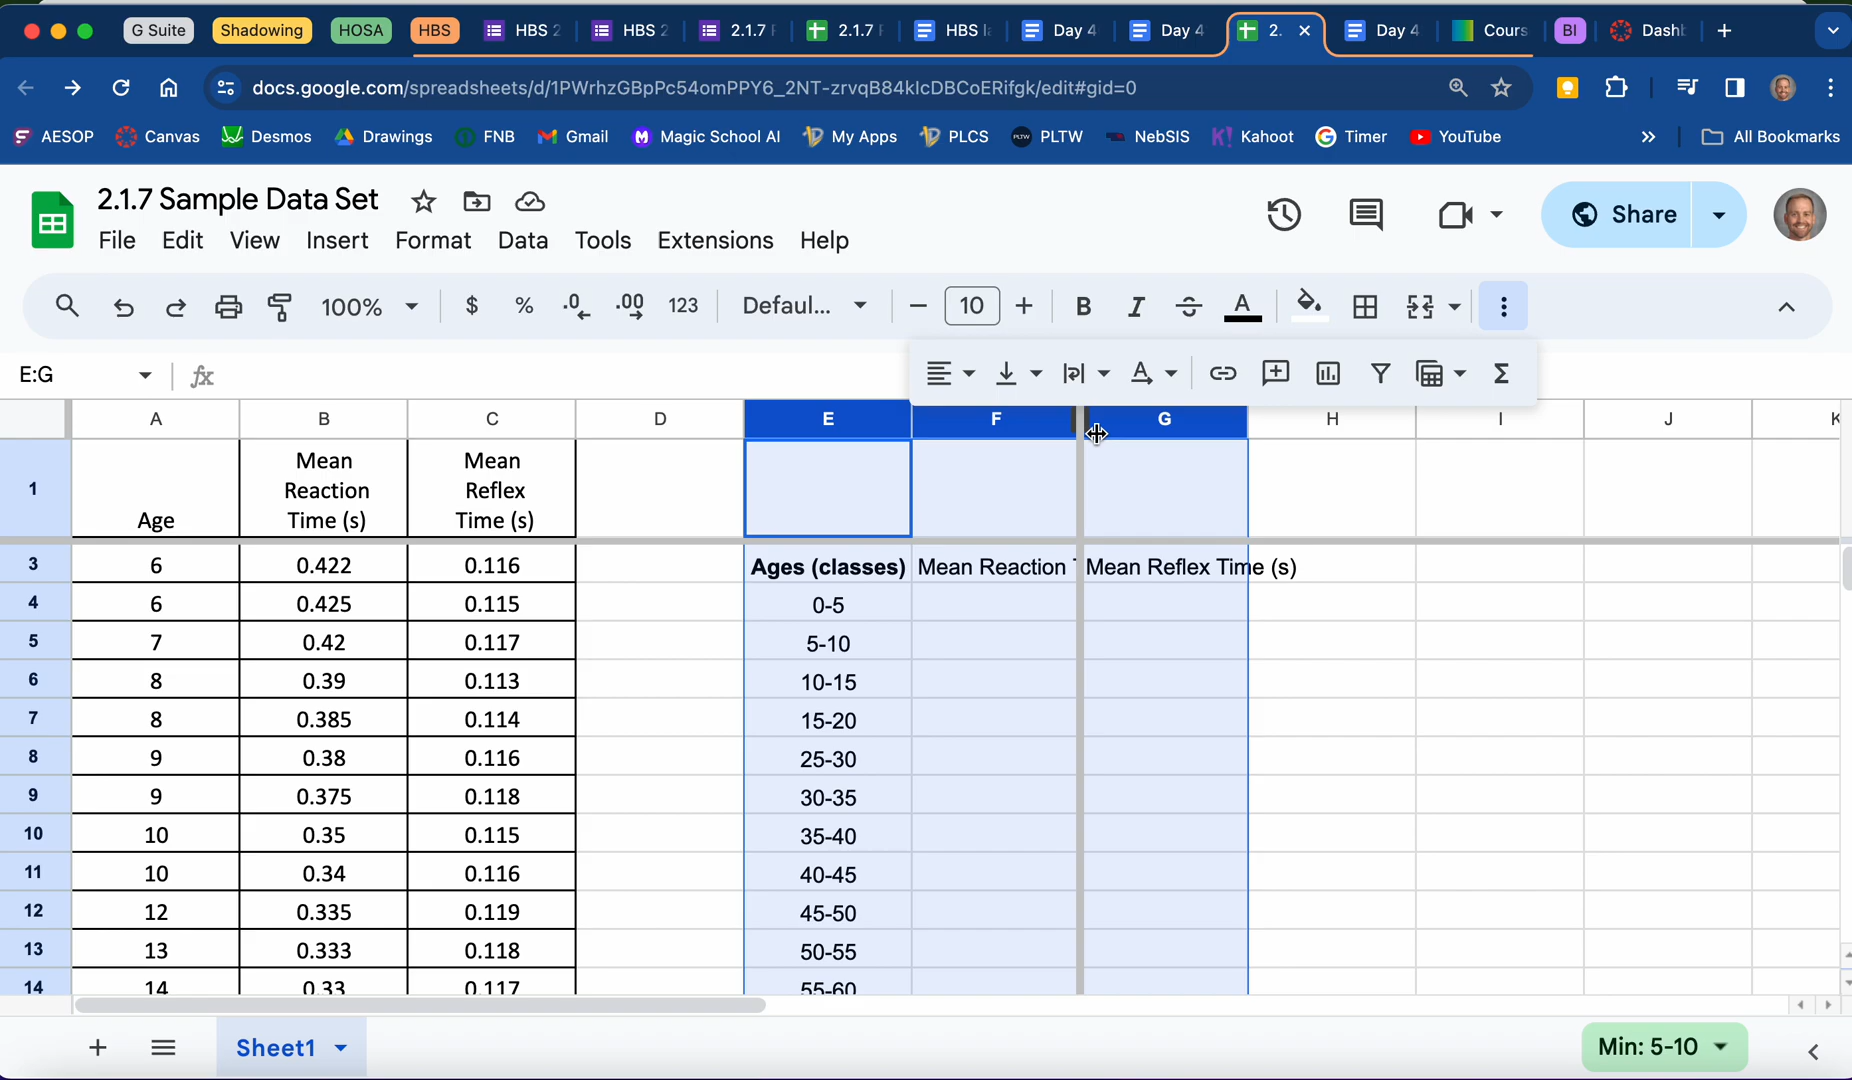 G Suite Shadowing HOSA HBS HBS 2 HBS 2 2.1.7 F 2.1.7 F HBS la Day 4 Day 4 2. Day 4 Cours BI Dashb
docs.google.com/spreadsheets/d/1PWrhzGBpPc54omPPY6_2NT-zrvqB84klcDBCoERifgk/edit#gid=0
AESOP Canvas Desmos Drawings FNB Gmail Magic School AI My Apps PLCS PLTW NebSIS Kahoot Timer YouTube All Bookmarks
2.1.7 Sample Data Set
Share
File Edit View Insert Format Data Tools Extensions Help
100% $ % .0 .00 123 Defaul... 10 B I S A
E:G fx
A B C D E F G H I J K
1 Age Mean Reaction Time (s) Mean Reflex Time (s)
3 6 0.422 0.116 Ages (classes) Mean Reaction T Mean Reflex Time (s)
4 6 0.425 0.115 0-5
5 7 0.42 0.117 5-10
6 8 0.39 0.113 10-15
7 8 0.385 0.114 15-20
8 9 0.38 0.116 25-30
9 9 0.375 0.118 30-35
10 10 0.35 0.115 35-40
11 10 0.34 0.116 40-45
12 12 0.335 0.119 45-50
13 13 0.333 0.118 50-55
14 14 0.33 0.117 55-60
Sheet1 Min: 5-10